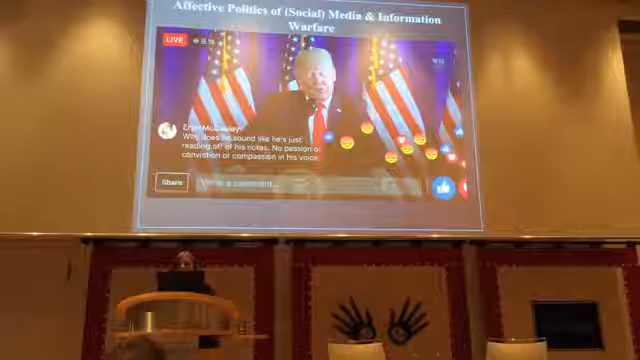 Affective Politics of (Social) Media & Information
Warfare
LIVE
Why does he sound like he's just
reading off of his notes. No passion or
conviction or compassion in his voice.
Share
Write a comment...